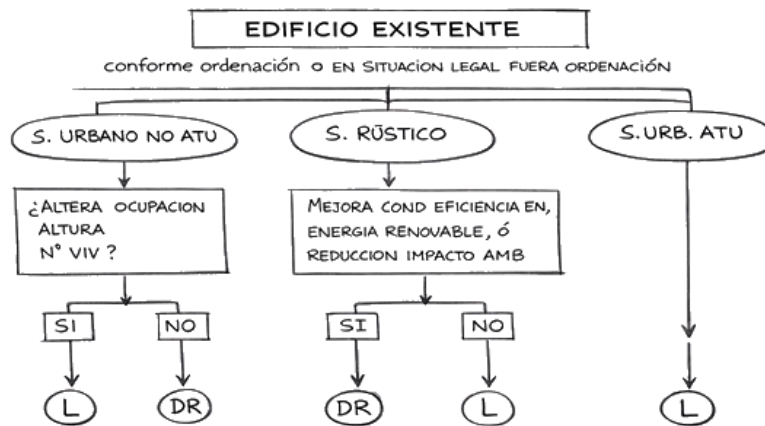 EDIFICIO EXISTENTE
conforme ordenación o EN SITUACION LEGAL FUERA ORDENACIÓN
S. URBANO NO ATU
S. RŪSTICO
S.URB. ATU
¿ALTERA OCUPACION
ALTURA
Nº VIV ?
MEJORA COND EFICIENCIA EN,
ENERGIA RENOVABLE, Ó
REDUCCION IMPACTO AMB
SI
NO
SI
NO
L
DR
DR
L
L